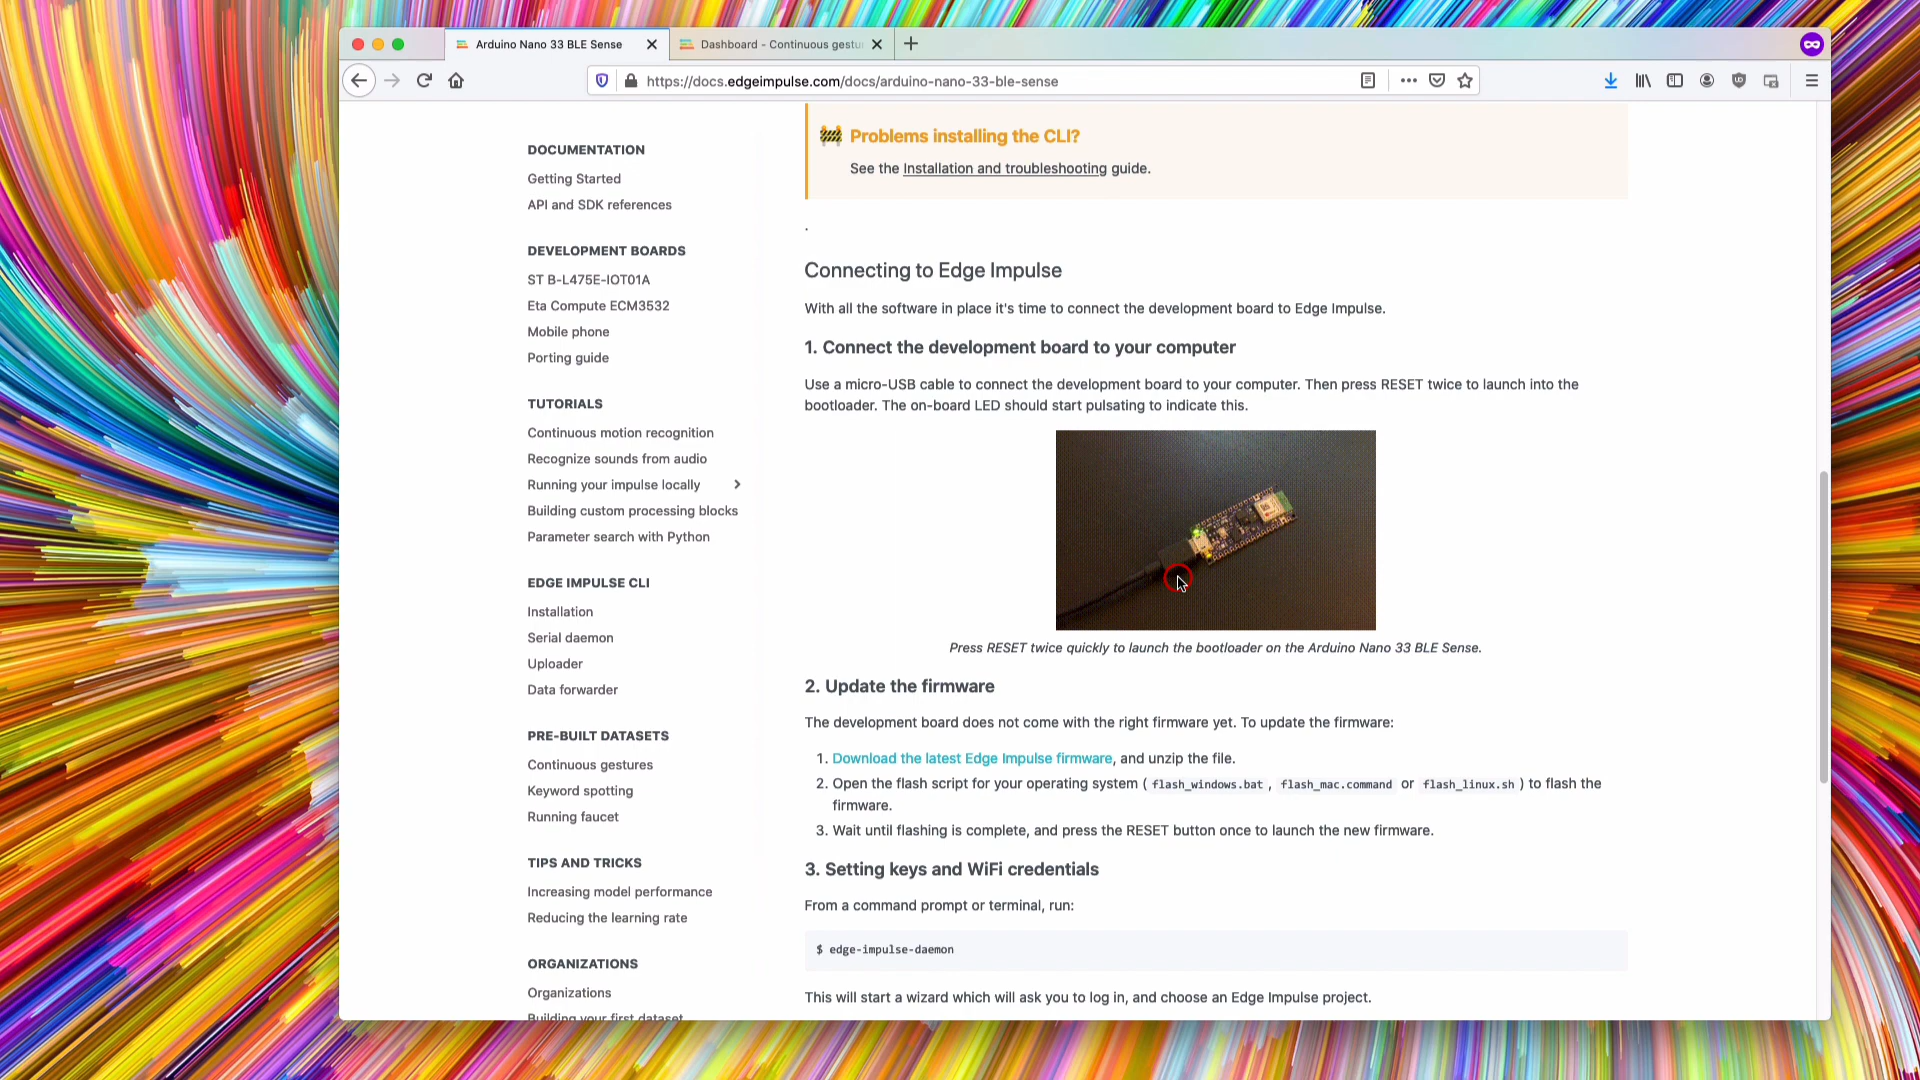 Arduino Nano 33 BLE Sense
Dashboard - Continuous gestu
https://docs.edgeimpulse.com/docs/arduino-nano-33-ble-sense
DOCUMENTATION
Getting Started
API and SDK references
DEVELOPMENT BOARDS
ST B-L475E-IOT01A
Eta Compute ECM3532
Mobile phone
Porting guide
TUTORIALS
Continuous motion recognition
Recognize sounds from audio
Running your impulse locally
Building custom processing blocks
Parameter search with Python
EDGE IMPULSE CLI
Installation
Serial daemon
Uploader
Data forwarder
PRE-BUILT DATASETS
Continuous gestures
Keyword spotting
Running faucet
TIPS AND TRICKS
Increasing model performance
Reducing the learning rate
ORGANIZATIONS
Organizations
Building your first dataset
Problems installing the CLI?
See the Installation and troubleshooting guide.
.
Connecting to Edge Impulse
With all the software in place it's time to connect the development board to Edge Impulse.
1. Connect the development board to your computer
Use a micro-USB cable to connect the development board to your computer. Then press RESET twice to launch into the
bootloader. The on-board LED should start pulsating to indicate this.
Press RESET twice quickly to launch the bootloader on the Arduino Nano 33 BLE Sense.
2. Update the firmware
The development board does not come with the right firmware yet. To update the firmware:
1. Download the latest Edge Impulse firmware, and unzip the file.
2. Open the flash script for your operating system ( flash_windows.bat , flash_mac.command or flash_linux.sh ) to flash the
firmware.
3. Wait until flashing is complete, and press the RESET button once to launch the new firmware.
3. Setting keys and WiFi credentials
From a command prompt or terminal, run:
$ edge-impulse-daemon
This will start a wizard which will ask you to log in, and choose an Edge Impulse project.